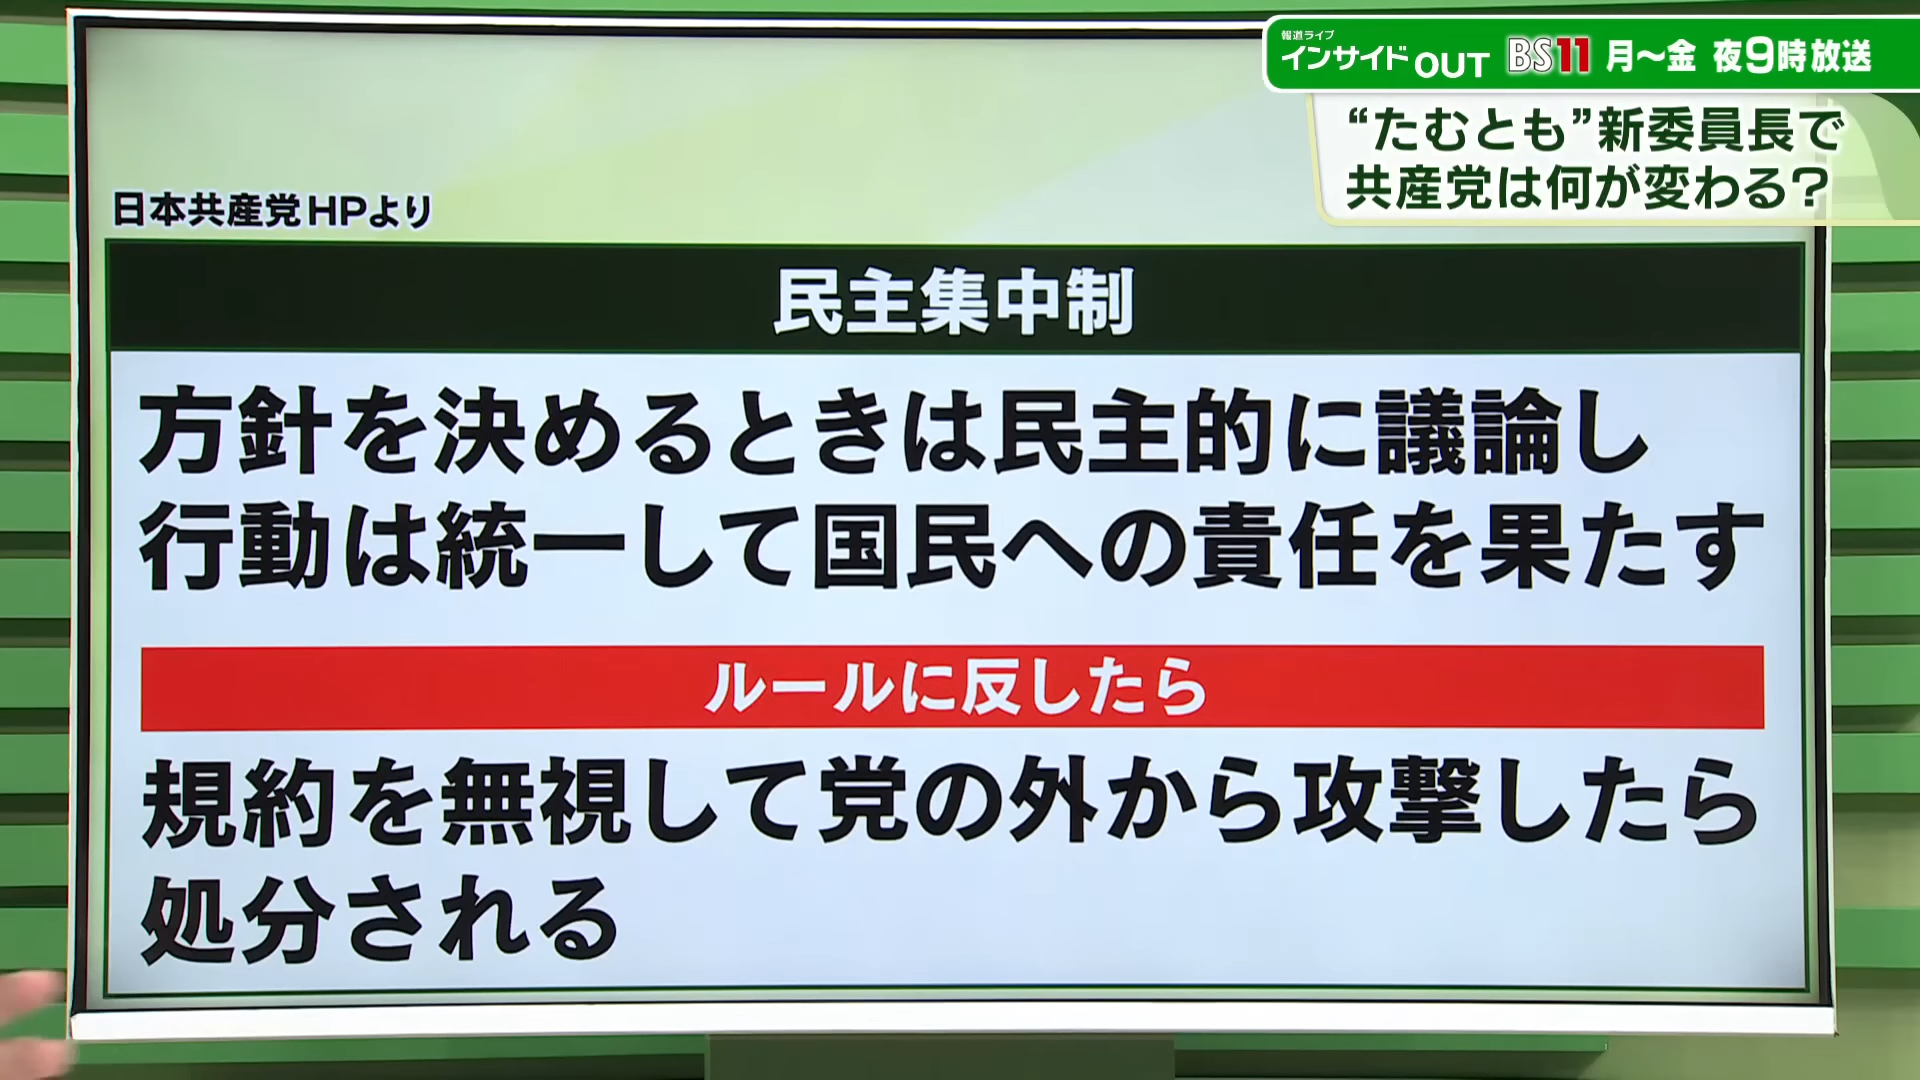 報道ライブ
インサイドOUT BS11 月〜金 夜9時放送
“たむとも”新委員長で
共産党は何が変わる？
日本共産党HPより
民主集中制
方針を決めるときは民主的に議論し
行動は統一して国民への責任を果たす
ルールに反したら
規約を無視して党の外から攻撃したら
処分される